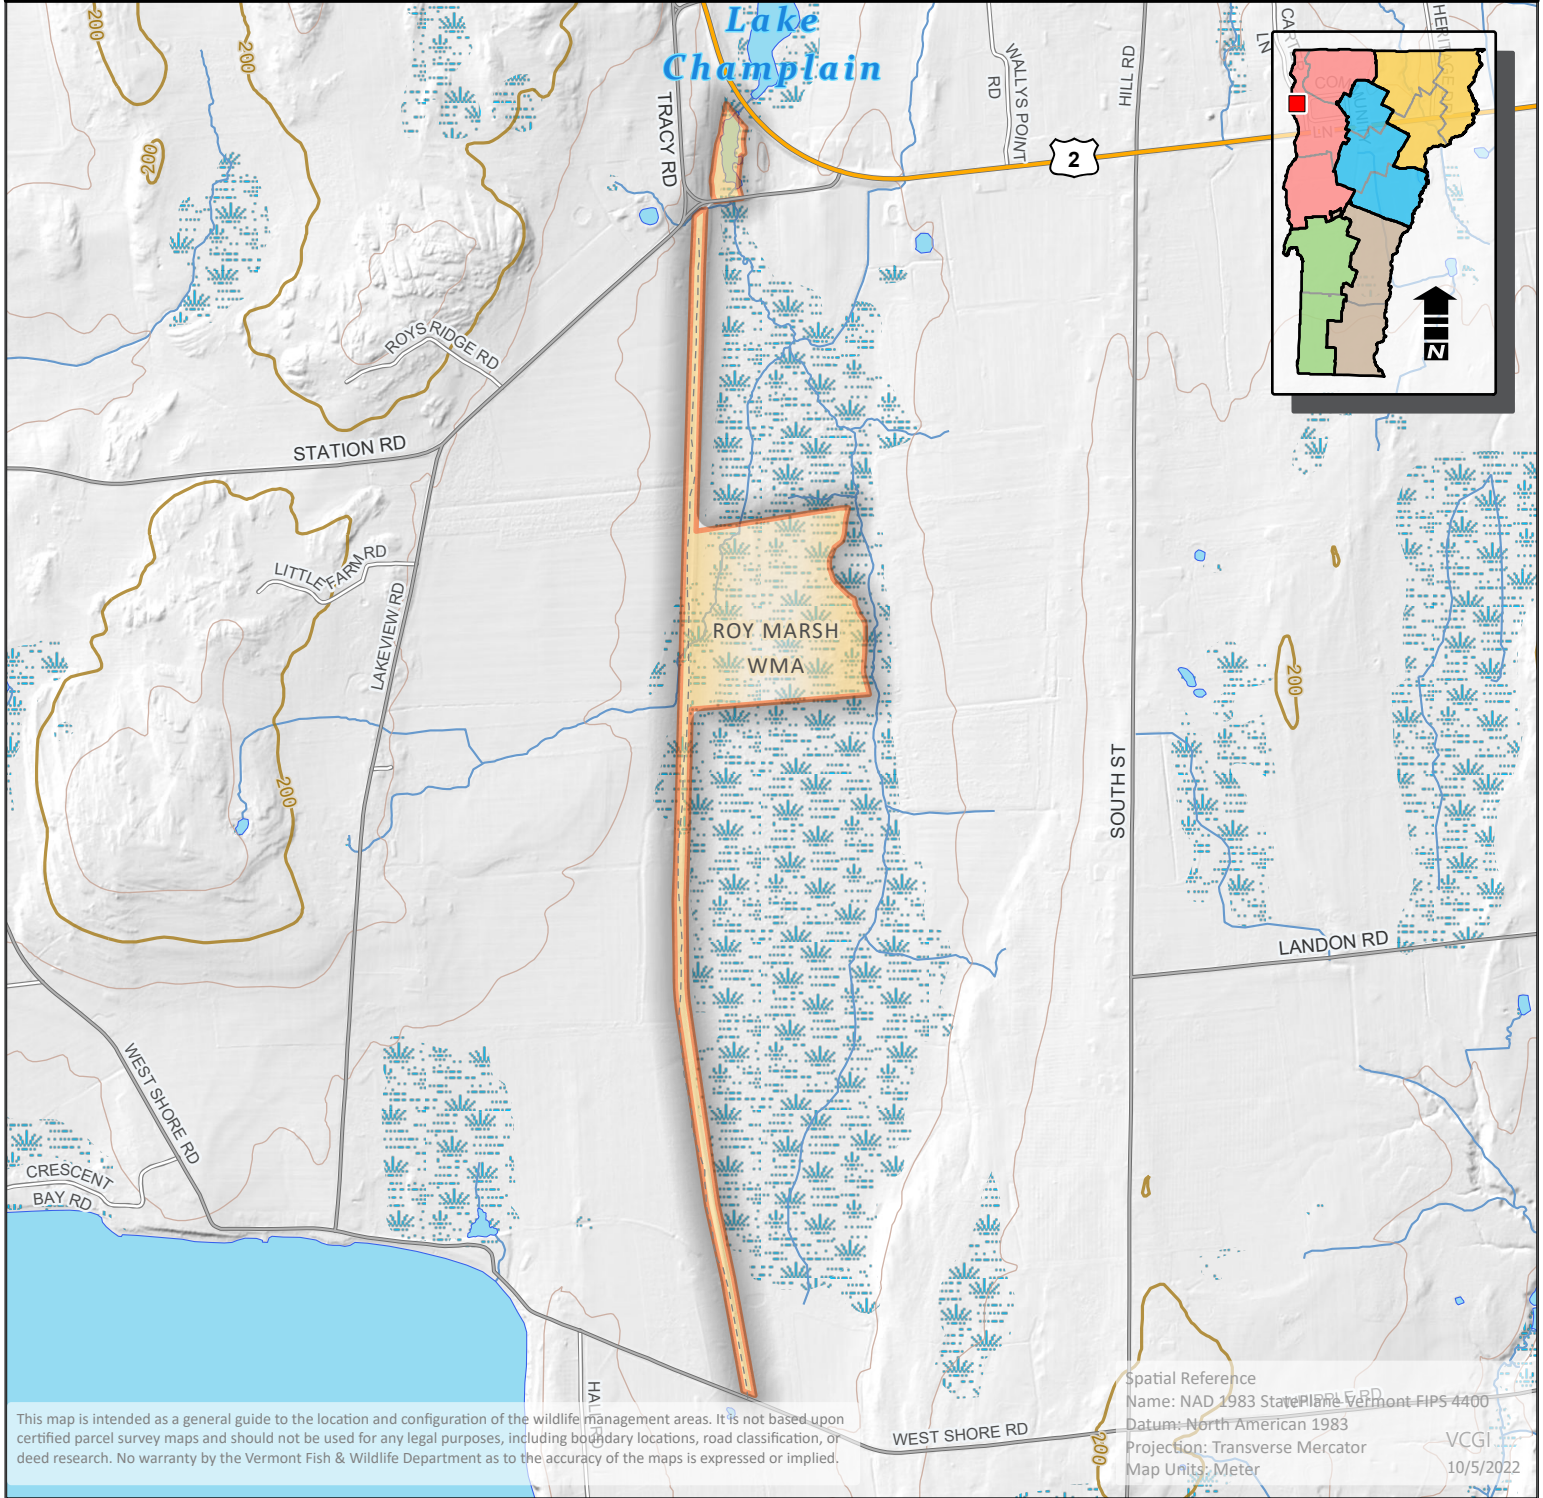 Lake
Champlain
200
200
200
TRACY RD
WALLYS POINT
RD
HILL RD
LN
HERITAGE
COM
LN
2
N
ROYS RIDGE RD
STATION RD
LITTLE FARM RD
LAKEVIEW RD
ROY MARSH
WMA
200
200
SOUTH ST
LANDON RD
WEST SHORE RD
CRESCENT
BAY RD
WEST SHORE RD
200
Spatial Reference
Name: NAD 1983 StatePlane Vermont FIPS 4400
Datum: North American 1983
Projection: Transverse Mercator
Map Units: Meter
VCGI
10/5/2022
This map is intended as a general guide to the location and configuration of the wildlife management areas. It is not based upon
certified parcel survey maps and should not be used for any legal purposes, including boundary locations, road classification, or
deed research. No warranty by the Vermont Fish & Wildlife Department as to the accuracy of the maps is expressed or implied.